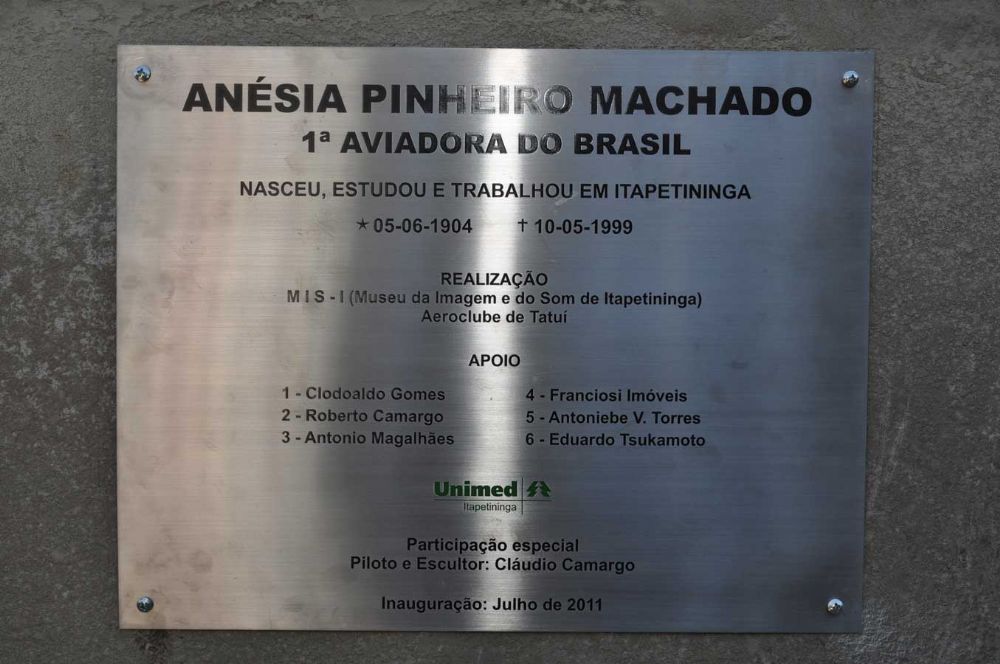 ANÉSIA PINHEIRO MACHADO
1ª AVIADORA DO BRASIL
NASCEU, ESTUDOU E TRABALHOU EM ITAPETININGA
★ 05-06-1904 † 10-05-1999
REALIZAÇÃO
M I S - I (Museu da Imagem e do Som de Itapetininga)
Aeroclube de Tatuí
APOIO
1 - Clodoaldo Gomes
2 - Roberto Camargo
3 - Antonio Magalhães
4 - Franciosi Imóveis
5 - Antoniebe V. Torres
6 - Eduardo Tsukamoto
Unimed
Itapetininga
Participação especial
Piloto e Escultor: Cláudio Camargo
Inauguração: Julho de 2011